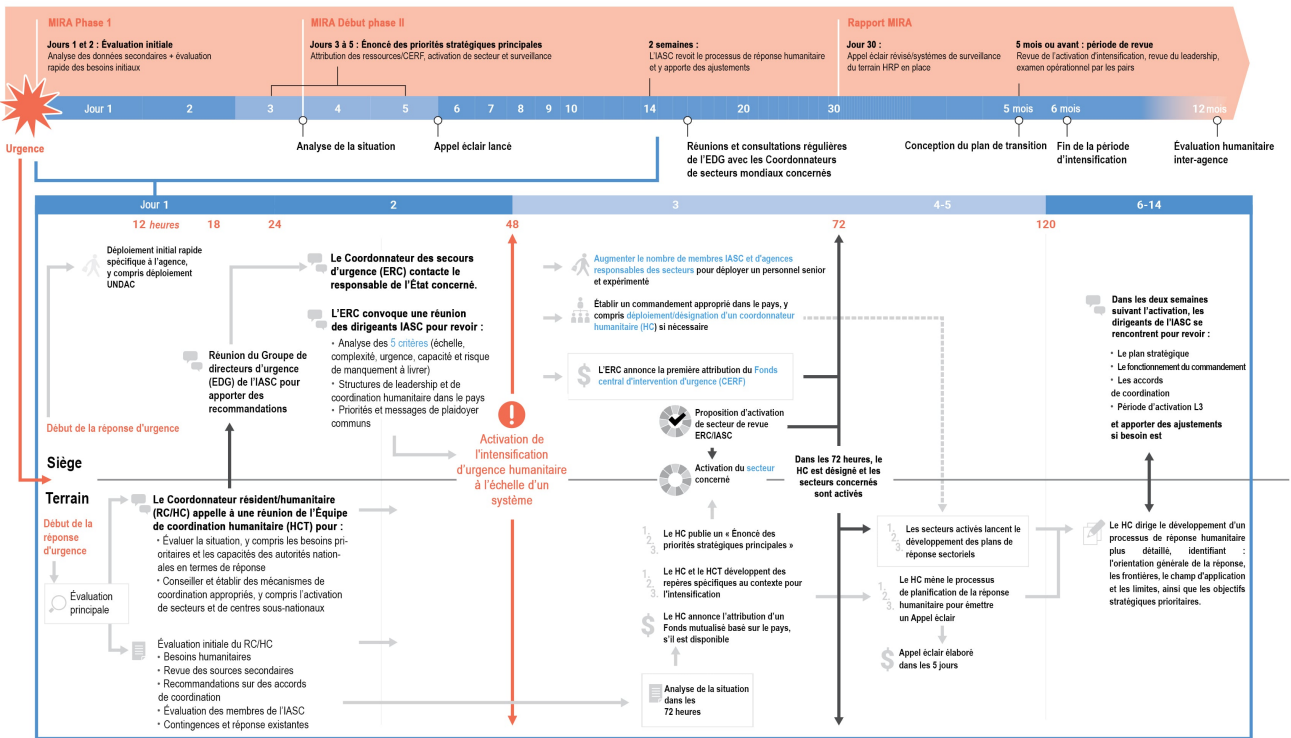 MIRA Phase 1
Jours 1 et 2 : Évaluation initiale
Analyse des données secondaires + évaluation
rapide des besoins initiaux
MIRA Début phase II
Jours 3 à 5 : Énoncé des priorités stratégiques principales
Attribution des ressources/CERF, activation de secteur et surveillance
2 semaines :
L'IASC revoit le processus de réponse humanitaire
et y apporte des ajustements
Rapport MIRA
Jour 30 :
Appel éclair révisé/systèmes de surveillance
du terrain HRP en place
5 mois ou avant : période de revue
Revue de l'activation d'intensification, revue du leadership,
examen opérationnel par les pairs
Jour 1 2 3 4 5 6 7 8 9 10 14 20 30 5 mois 6 mois 12 mois
Urgence
Analyse de la situation
Appel éclair lancé
Réunions et consultations régulières
de l'EDG avec les Coordonnateurs
de secteurs mondiaux concernés
Conception du plan de transition
Fin de la période
d'intensification
Évaluation humanitaire
inter-agence
Jour 1 2 3 4-5 6-14
12 heures 18 24 48 72 120
Déploiement initial rapide
spécifique à l'agence,
y compris déploiement
UNDAC
Le Coordonnateur des secours
d'urgence (ERC) contacte le
responsable de l'État concerné.
L'ERC convoque une réunion
des dirigeants IASC pour revoir :
• Analyse des 5 critères (échelle,
complexité, urgence, capacité et risque
de manquement à livrer)
• Structures de leadership et de
coordination humanitaire dans le pays
• Priorités et messages de plaidoyer
communs
Réunion du Groupe de
directeurs d'urgence
(EDG) de l'IASC pour
apporter des
recommandations
Début de la réponse d'urgence
Siège
Terrain
Début de la
réponse
d'urgence
Évaluation
principale
Le Coordonnateur résident/humanitaire
(RC/HC) appelle à une réunion de l'Équipe
de coordination humanitaire (HCT) pour :
• Évaluer la situation, y compris les besoins pri-
oritaires et les capacités des autorités nation-
ales en termes de réponse
• Conseiller et établir des mécanismes de
coordination appropriés, y compris l'activation
de secteurs et de centres sous-nationaux
Évaluation initiale du RC/HC
• Besoins humanitaires
• Revue des sources secondaires
• Recommandations sur des accords
de coordination
• Évaluation des membres de l'IASC
• Contingences et réponse existantes
Activation de
l'intensification
d'urgence humanitaire
à l'échelle d'un
système
Augmenter le nombre de membres IASC et d'agences
responsables des secteurs pour déployer un personnel senior
et expérimenté
Établir un commandement approprié dans le pays, y
compris déploiement/désignation d'un coordonnateur
humanitaire (HC) si nécessaire
$
L'ERC annonce la première attribution du Fonds
central d'intervention d'urgence (CERF)
Proposition d'activation
de secteur de revue
ERC/IASC
Activation du secteur
concerné
Dans les 72 heures, le
HC est désigné et les
secteurs concernés
sont activés
1.
2.
3.
Le HC publie un « Énoncé des
priorités stratégiques principales »
1.
2.
3.
Le HC et le HCT développent des
repères spécifiques au contexte pour
l'intensification
$
Le HC annonce l'attribution d'un
Fonds mutualisé basé sur le pays,
s'il est disponible
Analyse de la situation
dans les
72 heures
1.
2.
3.
Les secteurs activés lancent le
développement des plans de
réponse sectoriels
1.
2.
3.
Le HC mène le processus
de planification de la réponse
humanitaire pour émettre
un Appel éclair
$
Appel éclair élaboré
dans les 5 jours
Dans les deux semaines
suivant l'activation, les
dirigeants de l'IASC se
rencontrent pour revoir :
• Le plan stratégique
• Le fonctionnement du commandement
• Les accords
de coordination
• Période d'activation L3
et apporter des ajustements
si besoin est
Le HC dirige le développement d'un
processus de réponse humanitaire
plus détaillé, identifiant :
l'orientation générale de la réponse,
les frontières, le champ d'application
et les limites, ainsi que les objectifs
stratégiques prioritaires.